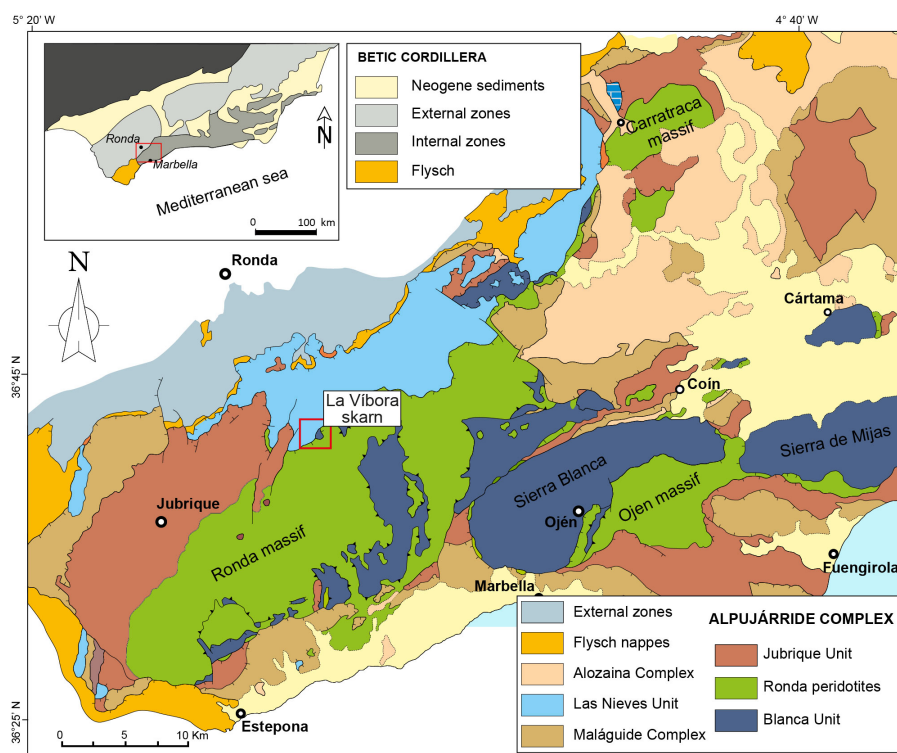 5° 20' W
4° 40' W
BETIC CORDILLERA
Neogene sediments
External zones
Internal zones
Flysch
N
Ronda
Marbella
Mediterranean sea
0 100 km
Carratraca
massif
N
Ronda
Cártama
36°45'
La Víbora
skarn
Coín
Sierra de Mijas
Sierra Blanca
Jubrique
Ojén
Ojen massif
Ronda massif
Fuengirola
Marbella
External zones
Flysch nappes
Alozaina Complex
Las Nieves Unit
Maláguide Complex
ALPUJÁRRIDE COMPLEX
Jubrique Unit
Ronda peridotites
Blanca Unit
36°25'
Estepona
0 5 10 Km